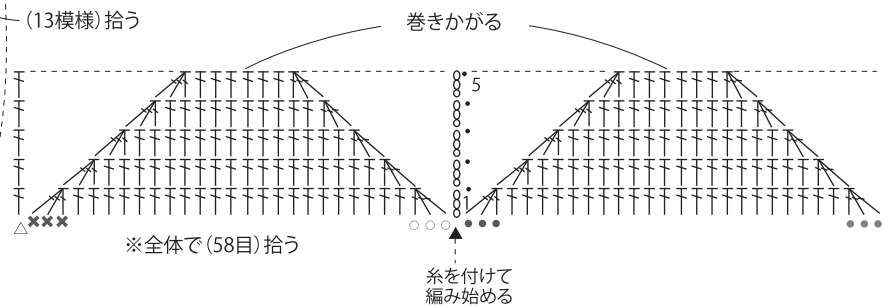 (13模様)拾う
巻きかがる
5
1
※全体で(58目)拾う
糸を付けて
編み始める